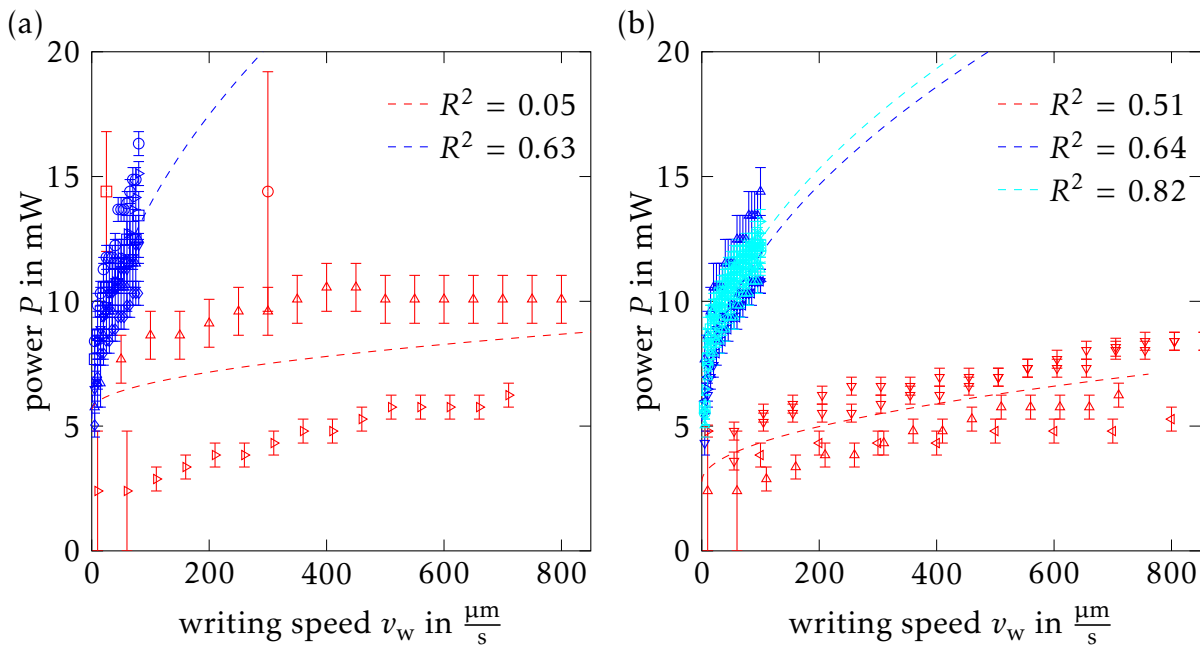 (a)
power P in mW
20
15
10
5
0
R² = 0.05
R² = 0.63
0 200 400 600 800
writing speed v_w in µm/s
(b)
power P in mW
20
15
10
5
0
R² = 0.51
R² = 0.64
R² = 0.82
0 200 400 600 800
writing speed v_w in µm/s